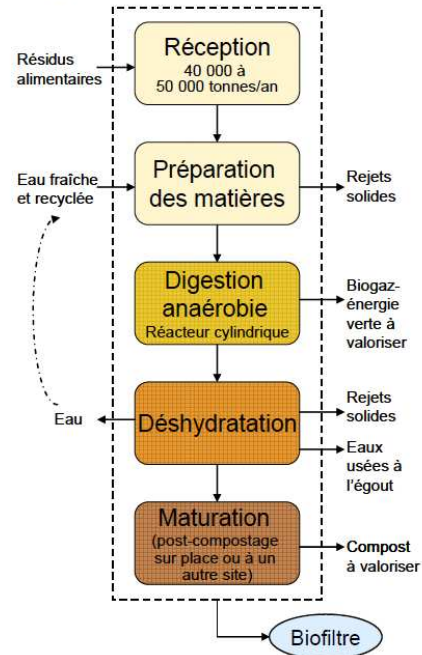 Réception
40 000 à
50 000 tonnes/an
Résidus
alimentaires
Préparation
des matières
Eau fraîche
et recyclée
Rejets
solides
Digestion
anaérobie
Réacteur cylindrique
Biogaz-
énergie
verte à
valoriser
Déshydratation
Eau
Rejets
solides
Eaux
usées à
l'égout
Maturation
(post-compostage
sur place ou à un
autre site)
Compost
à valoriser
Biofiltre